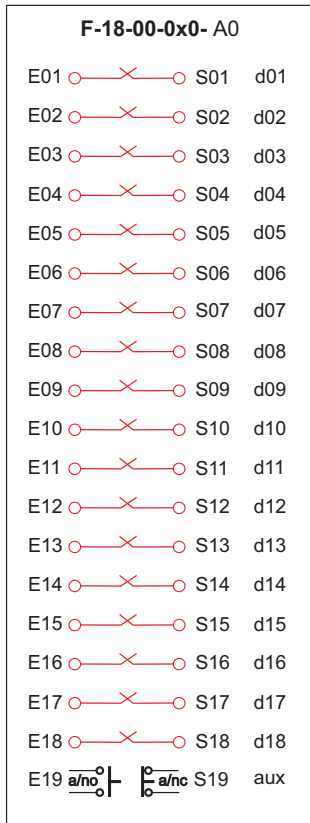 F-18-00-0x0- A0
E01 S01 d01
E02 S02 d02
E03 S03 d03
E04 S04 d04
E05 S05 d05
E06 S06 d06
E07 S07 d07
E08 S08 d08
E09 S09 d09
E10 S10 d10
E11 S11 d11
E12 S12 d12
E13 S13 d13
E14 S14 d14
E15 S15 d15
E16 S16 d16
E17 S17 d17
E18 S18 d18
E19 a/no a/nc S19 aux